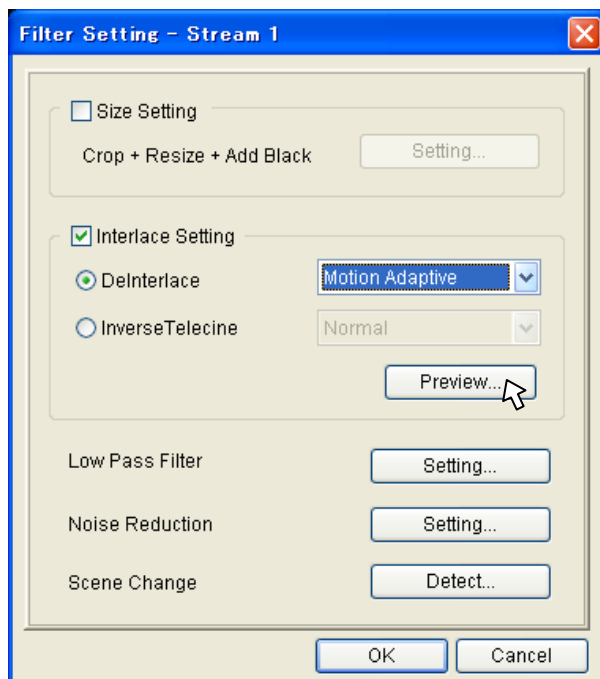 Filter Setting - Stream 1
Size Setting
Crop + Resize + Add Black Setting...
Interlace Setting
DeInterlace Motion Adaptive
InverseTelecine Normal
Preview...
Low Pass Filter Setting...
Noise Reduction Setting...
Scene Change Detect...
OK Cancel